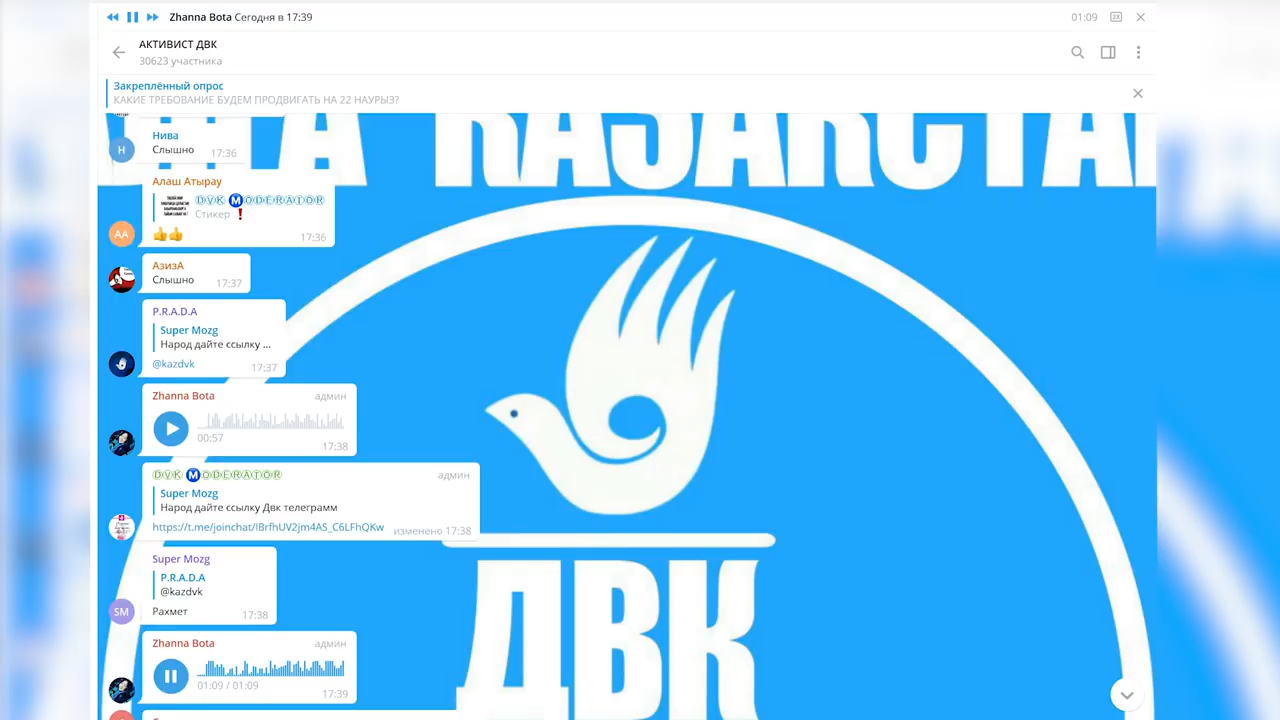 Zhanna Bota Сегодня в 17:39
01:09
2X
АКТИВИСТ ДВК
30623 участника
Закреплённый опрос
КАКИЕ ТРЕБОВАНИЕ БУДЕМ ПРОДВИГАТЬ НА 22 НАУРЫЗ?
КАЗАКСТАН
Нива
Н
Слышно
17:36
Алаш Атырау
ⒹⓋⓀ ⓂⓄⒹⒺⓇⒶⓉⓄⓇ
Стикер ❗
АА
👍👍
17:36
АзизА
Слышно
17:37
P.R.A.D.A
Super Mozg
Народ дайте ссылку ...
@kazdvk
17:37
Zhanna Bota
админ
00:57
17:38
ⒹⓋⓀ ⓂⓄⒹⒺⓇⒶⓉⓄⓇ
админ
Super Mozg
Народ дайте ссылку Двк телеграмм
https://t.me/joinchat/IBrfhUV2jm4AS_C6LFhQKw
изменено 17:38
Super Mozg
P.R.A.D.A
@kazdvk
SM
Рахмет
17:38
Zhanna Bota
админ
01:09 / 01:09
17:39
ДВК